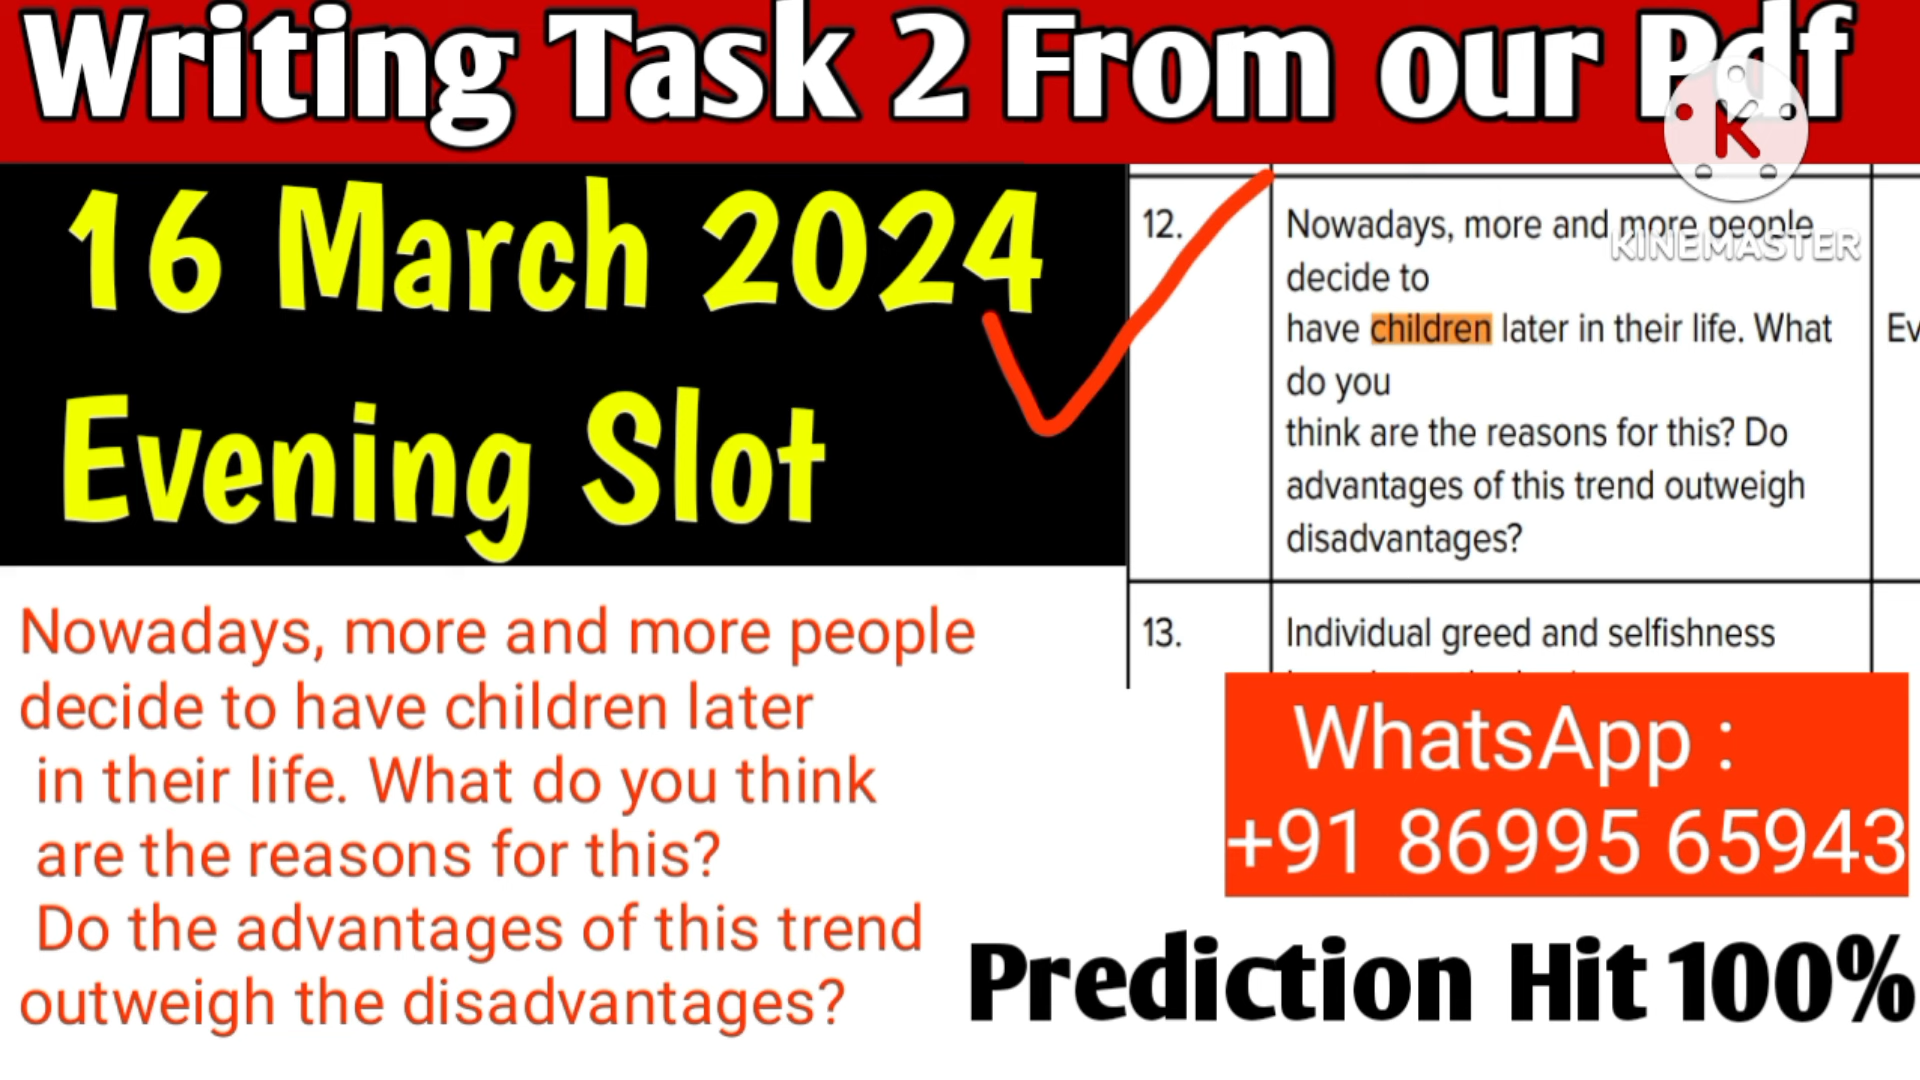 Writing Task 2 From our Pdf
16 March 2024
Evening Slot
K
KINEMASTER
12.
Nowadays, more and more people
decide to
have children later in their life. What
do you
think are the reasons for this? Do
advantages of this trend outweigh
disadvantages?
Ev
13.
Individual greed and selfishness
Nowadays, more and more people
decide to have children later
in their life. What do you think
are the reasons for this?
Do the advantages of this trend
outweigh the disadvantages?
WhatsApp :
+91 86995 65943
Prediction Hit 100%